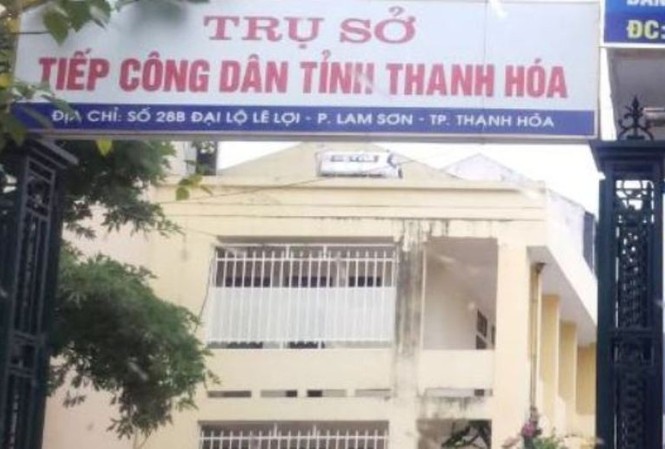 TRỤ SỞ
TIẾP CÔNG DÂN TỈNH THANH HÓA
ĐỊA CHỈ: SỐ 28B ĐẠI LỘ LÊ LỢI - P. LAM SƠN - TP. THANH HÓA
ĐC: